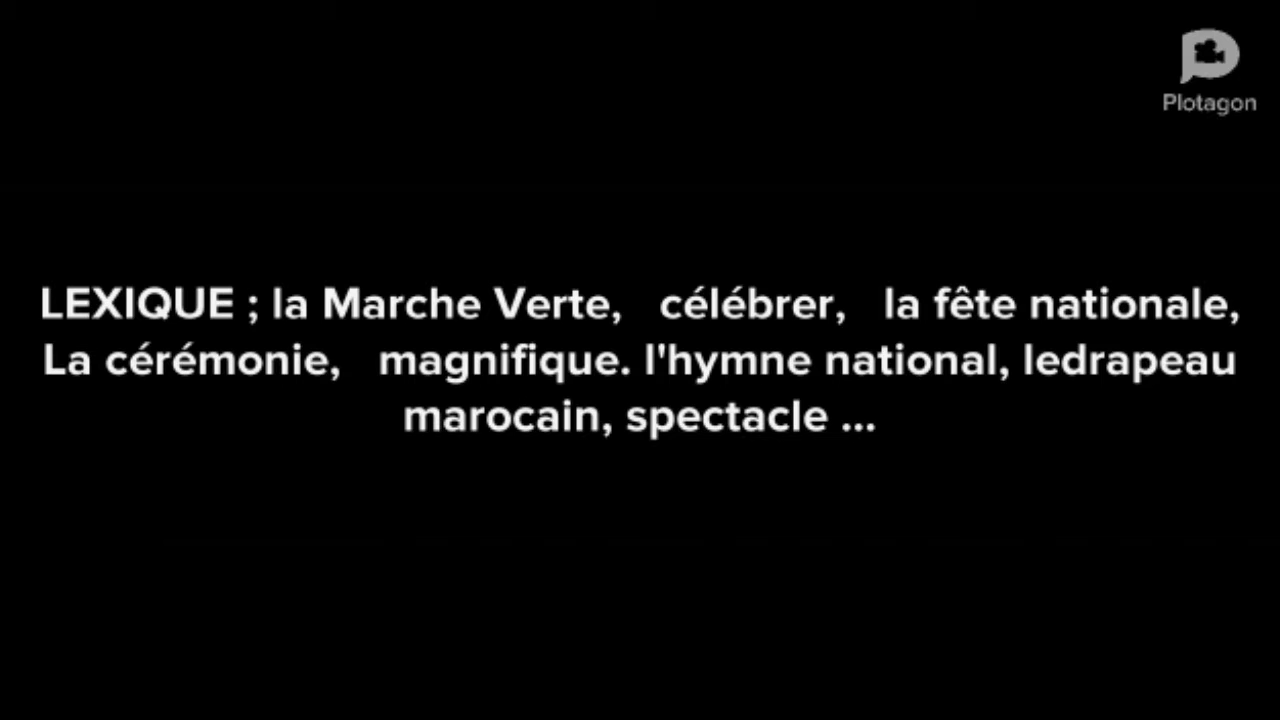 Plotagon
LEXIQUE ; la Marche Verte, célébrer, la fête nationale,
La cérémonie, magnifique. l'hymne national, ledrapeau
marocain, spectacle ...